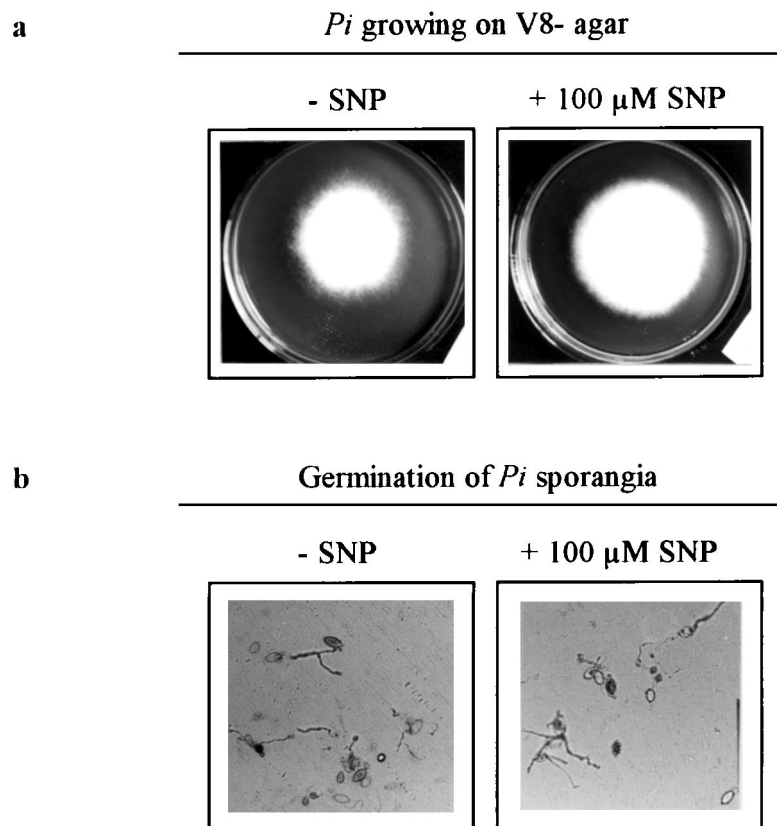 a
Pi growing on V8- agar
- SNP
+ 100 μM SNP
b
Germination of Pi sporangia
- SNP
+ 100 μM SNP